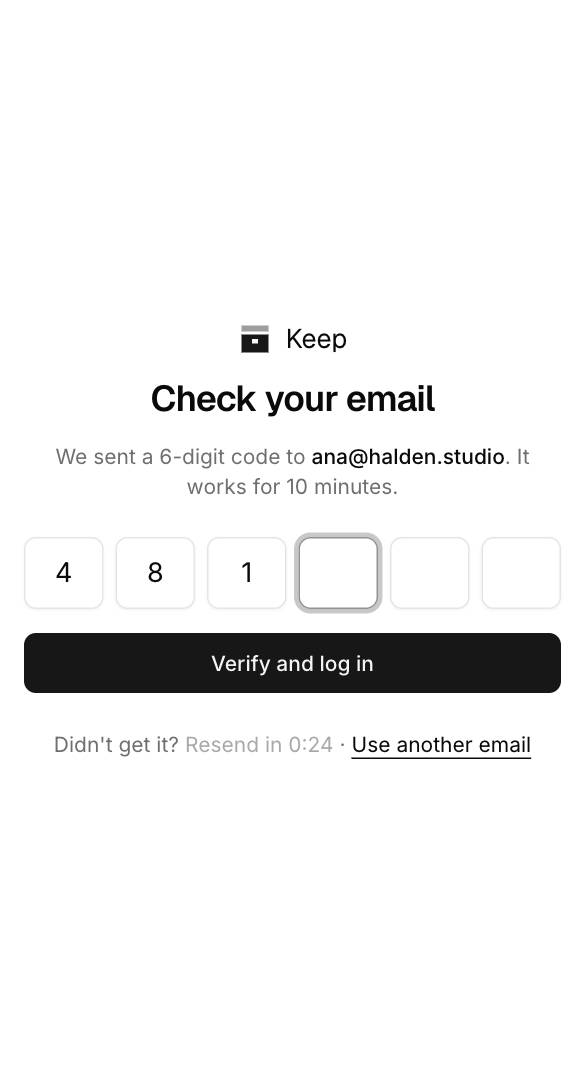 Keep
Check your email
We sent a 6-digit code to ana@halden.studio. It
works for 10 minutes.
4 8 1
Verify and log in
Didn't get it? Resend in 0:24 · Use another email